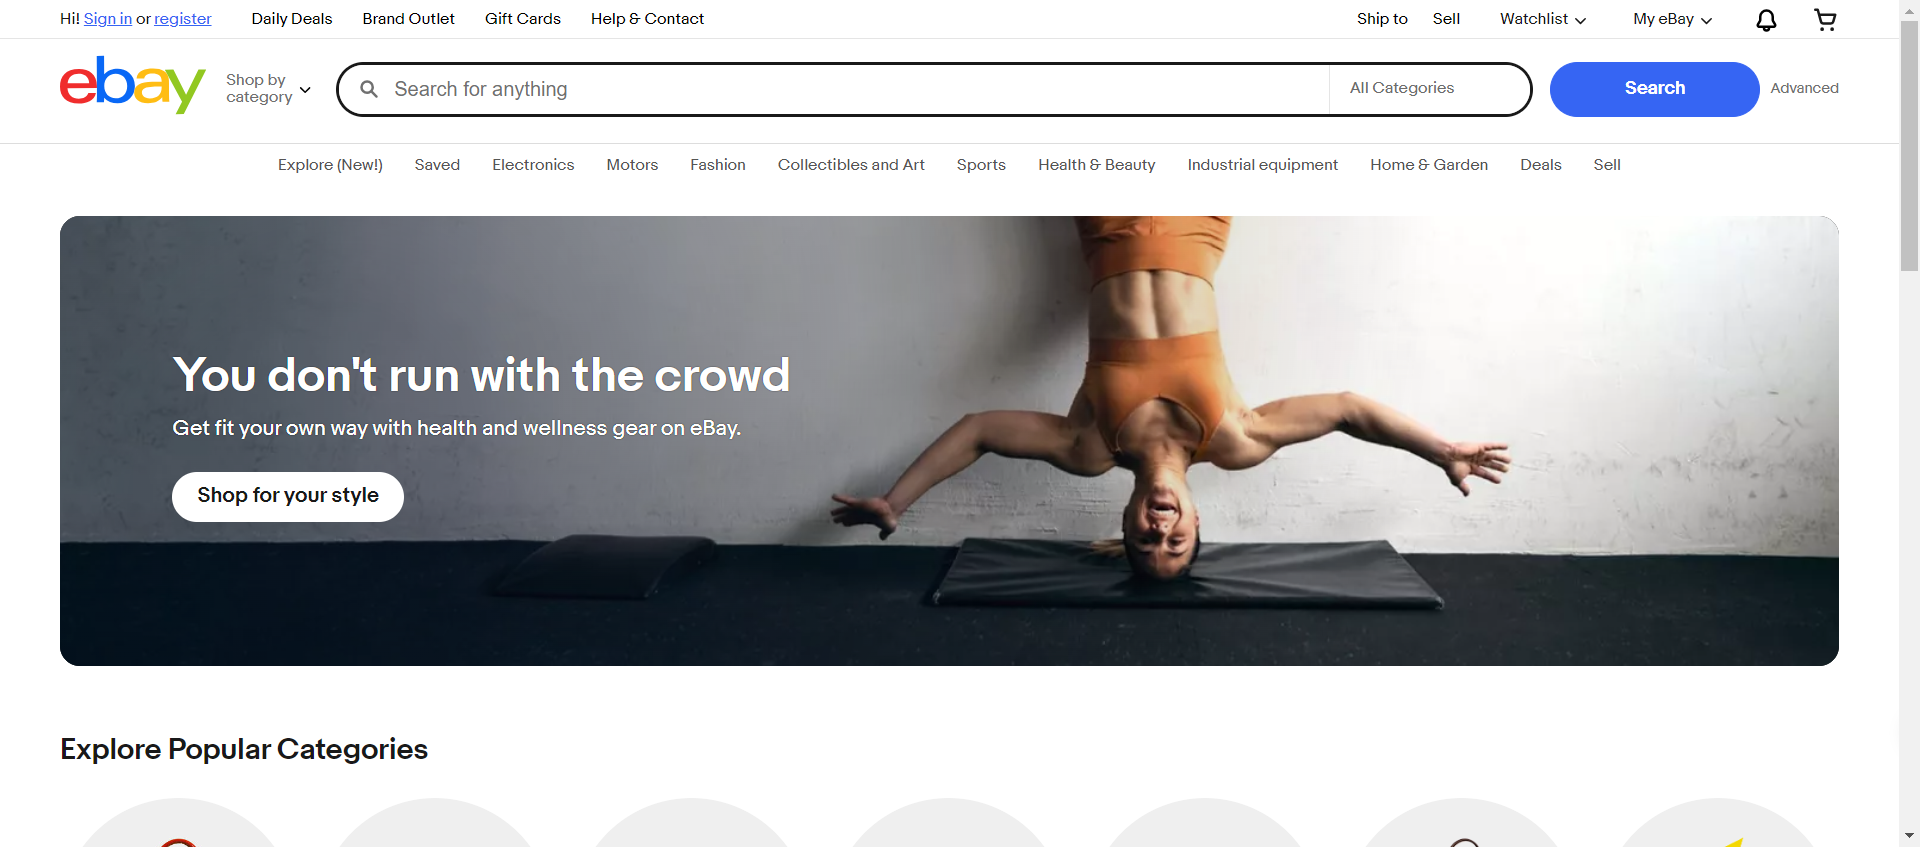 Hi! Sign in or register
Daily Deals
Brand Outlet
Gift Cards
Help & Contact
Ship to
Sell
Watchlist
My eBay
ebay
Shop by
category
Search for anything
All Categories
Search
Advanced
Explore (New!)
Saved
Electronics
Motors
Fashion
Collectibles and Art
Sports
Health & Beauty
Industrial equipment
Home & Garden
Deals
Sell
You don't run with the crowd
Get fit your own way with health and wellness gear on eBay.
Shop for your style
Explore Popular Categories